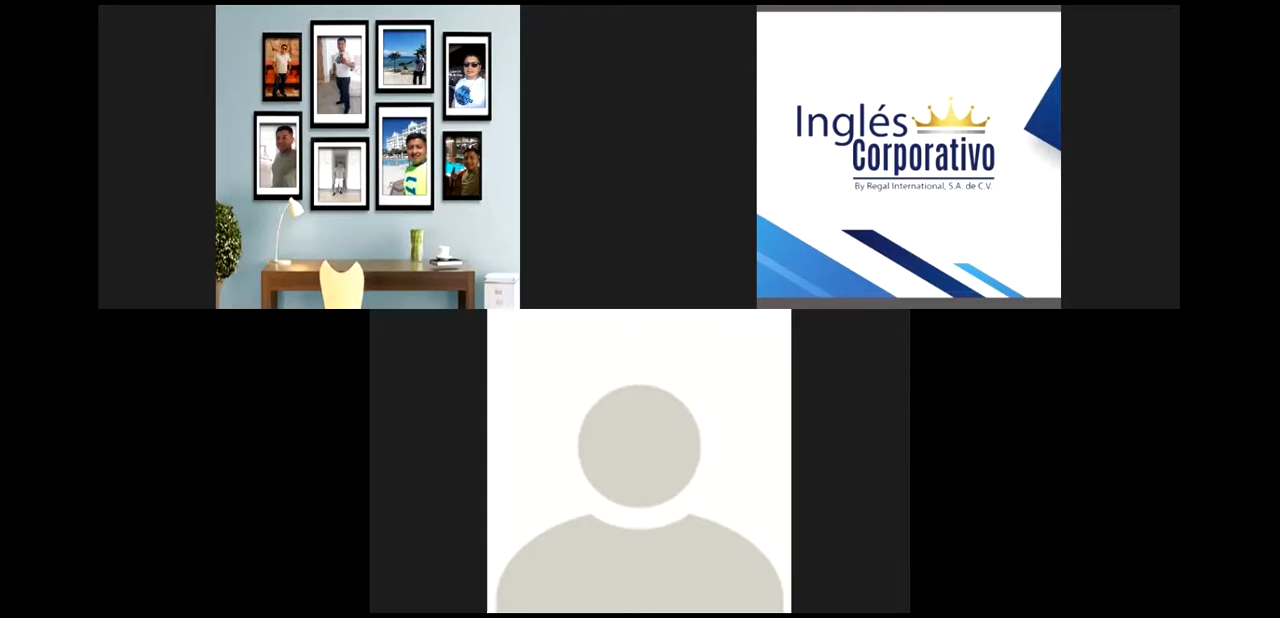 Inglés
Corporativo
By Regal International, S.A. de C.V.